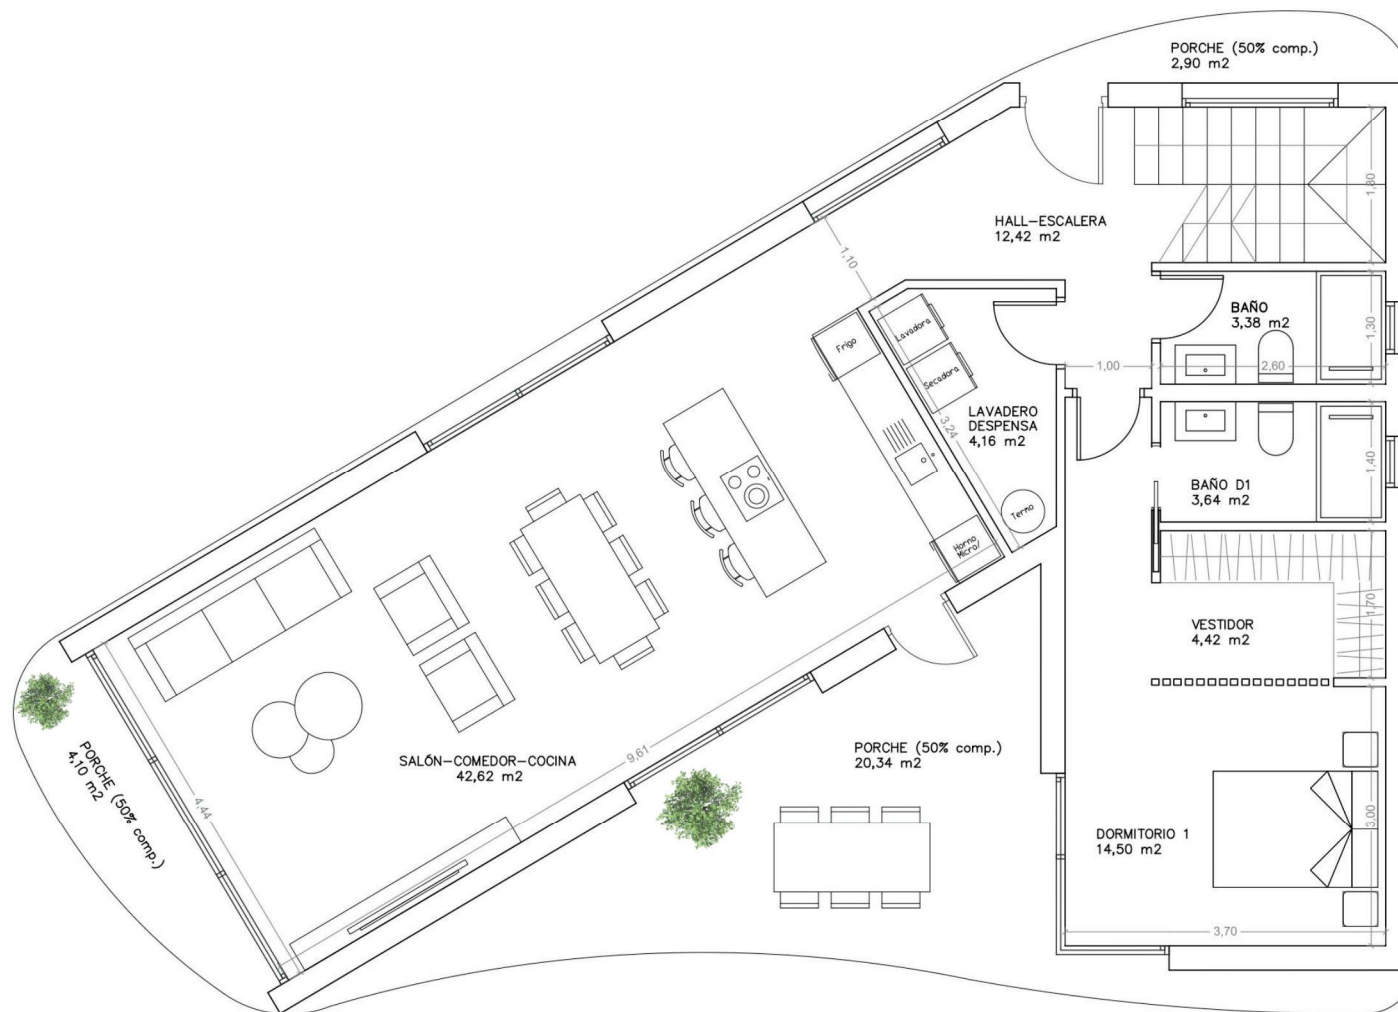 PORCHE (50% comp.)
2,90 m2
1,80
HALL-ESCALERA
12,42 m2
1,10
BAÑO
3,38 m2
1,30
Lavadora
Frigo
1,00
2,60
Secadora
LAVADERO
DESPENSA
4,16 m2
3,24
1,40
BAÑO D1
3,64 m2
Termo
Horno
Micro/
1,70
VESTIDOR
4,42 m2
PORCHE (50% comp.)
4,10 m2
9,61
SALÓN-COMEDOR-COCINA
42,62 m2
PORCHE (50% comp.)
20,34 m2
4,44
3,00
DORMITORIO 1
14,50 m2
3,70